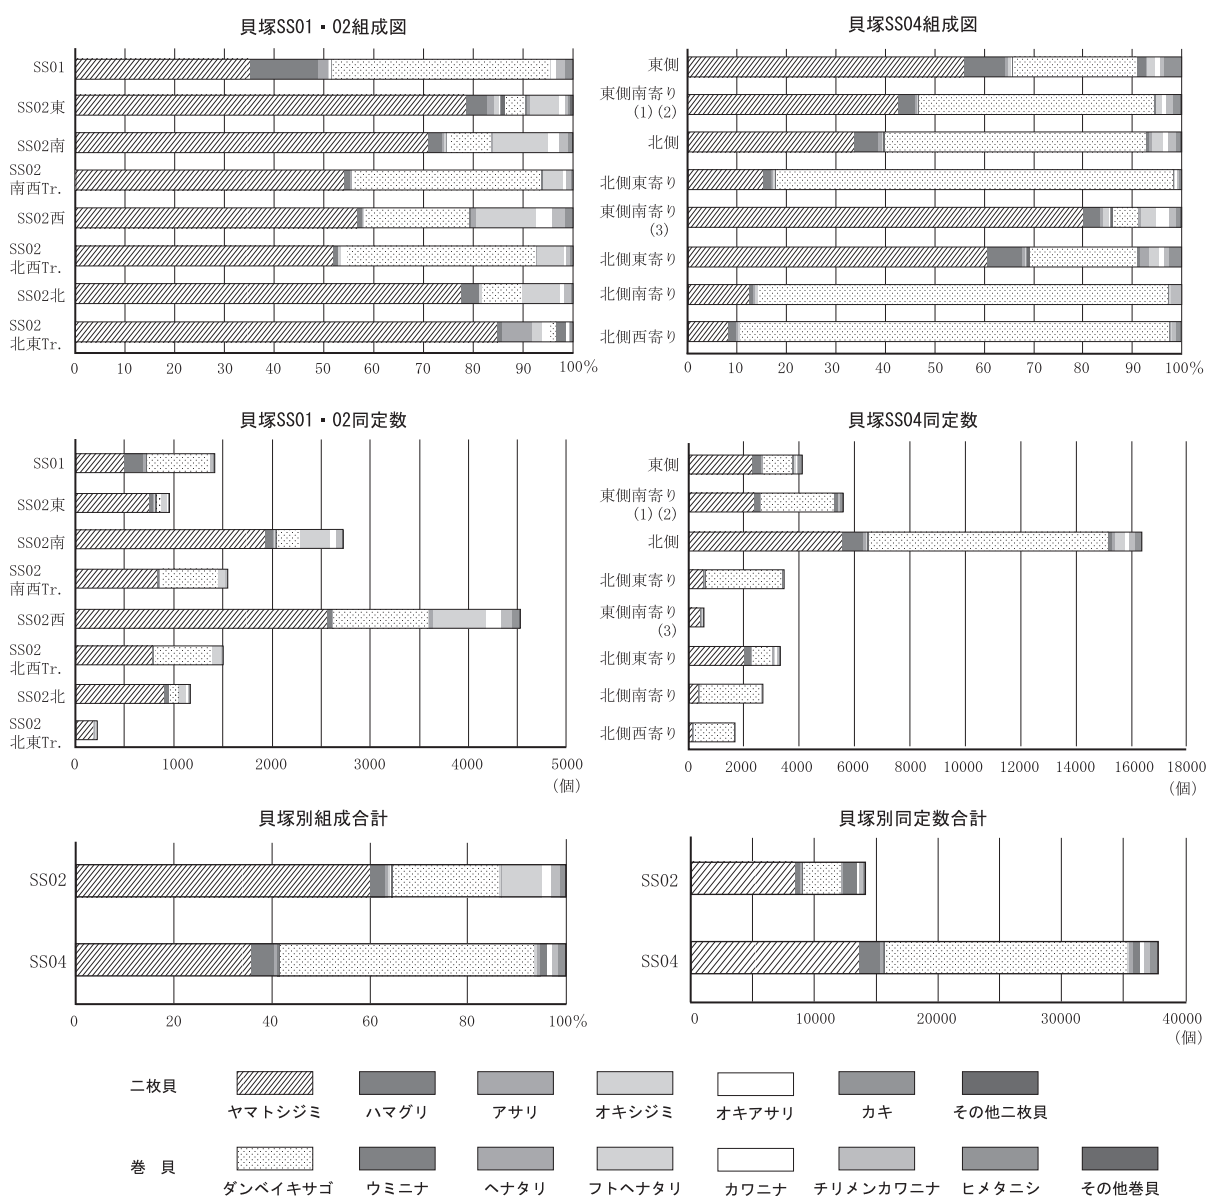 貝塚SS01・02組成図
SS01
SS02東
SS02南
SS02
南西Tr.
SS02西
SS02
北西Tr.
SS02北
SS02
北東Tr.
0 10 20 30 40 50 60 70 80 90 100%
貝塚SS04組成図
東側
東側南寄り
(1)(2)
北側
北側東寄り
東側南寄り
(3)
北側東寄り
北側南寄り
北側西寄り
0 10 20 30 40 50 60 70 80 90 100%
貝塚SS01・02同定数
SS01
SS02東
SS02南
SS02
南西Tr.
SS02西
SS02
北西Tr.
SS02北
SS02
北東Tr.
0 1000 2000 3000 4000 5000
(個)
貝塚SS04同定数
東側
東側南寄り
(1)(2)
北側
北側東寄り
東側南寄り
(3)
北側東寄り
北側南寄り
北側西寄り
0 2000 4000 6000 8000 10000 12000 14000 16000 18000
(個)
貝塚別組成合計
SS02
SS04
0 20 40 60 80 100%
貝塚別同定数合計
SS02
SS04
0 10000 20000 30000 40000
(個)
二枚貝
ヤマトシジミ ハマグリ アサリ オキシジミ オキアサリ カキ その他二枚貝
巻 貝
ダンベイキサゴ ウミニナ ヘナタリ フトヘナタリ カワニナ チリメンカワニナ ヒメタニシ その他巻貝